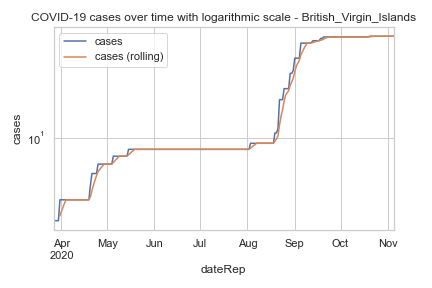 COVID-19 cases over time with logarithmic scale - British_Virgin_Islands
cases
cases (rolling)
cases
10¹
Apr May Jun Jul Aug Sep Oct Nov
2020
dateRep